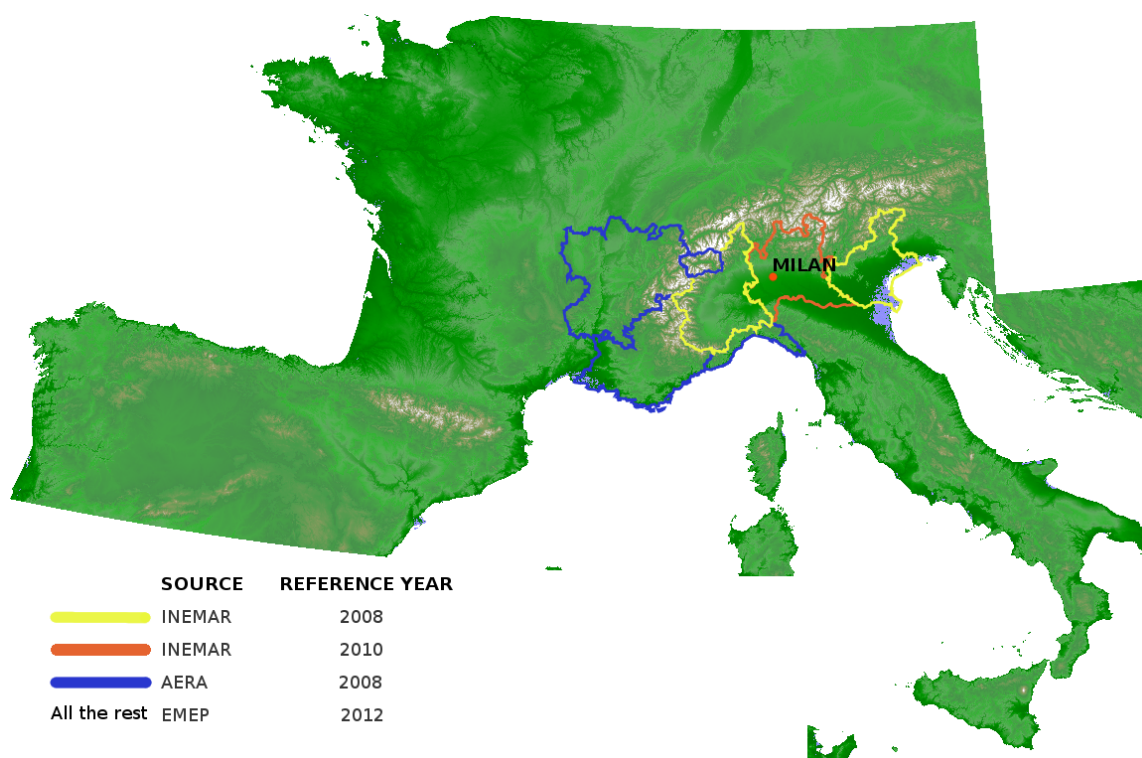 MILAN
SOURCE REFERENCE YEAR
INEMAR 2008
INEMAR 2010
AERA 2008
All the rest EMEP 2012